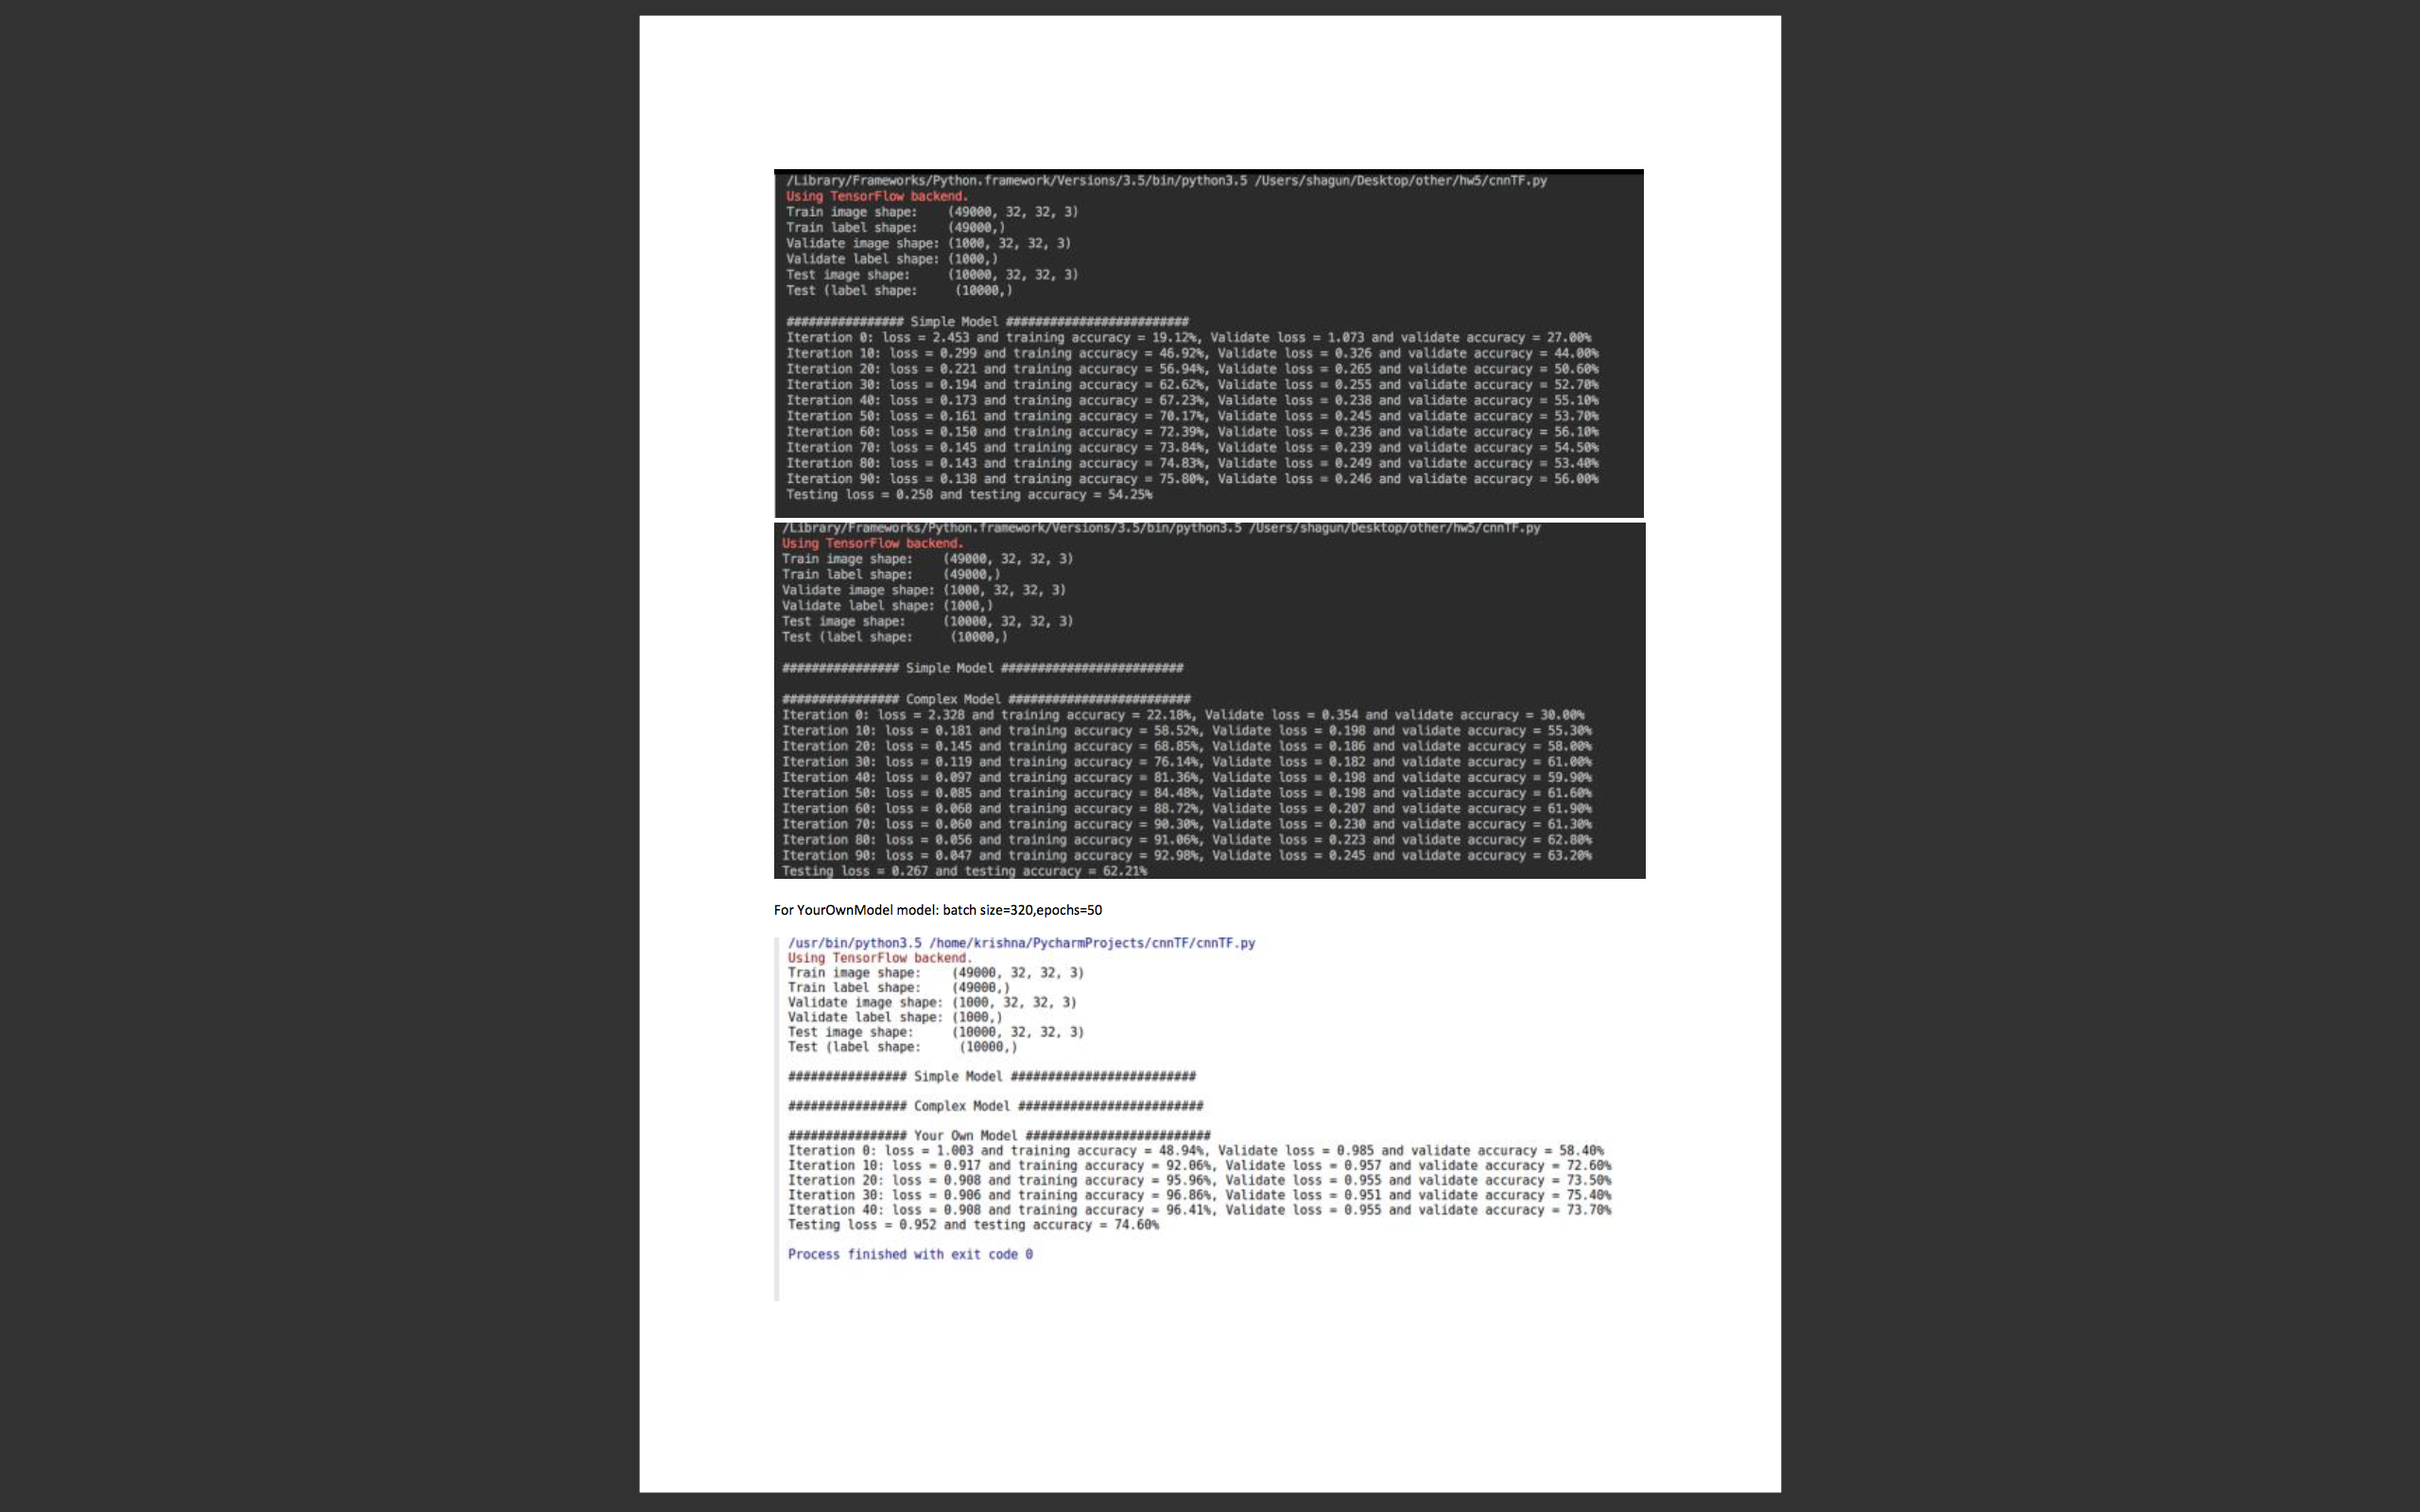 /Library/Frameworks/Python.framework/Versions/3.5/bin/python3.5 /Users/shagun/Desktop/other/hw5/cnnTF.py
Using TensorFlow backend.
Train image shape:    (49000, 32, 32, 3)
Train label shape:    (49000,)
Validate image shape: (1000, 32, 32, 3)
Validate label shape: (1000,)
Test image shape:     (10000, 32, 32, 3)
Test (label shape:     (10000,)
################ Simple Model #########################
Iteration 0: loss = 2.453 and training accuracy = 19.12%, Validate loss = 1.073 and validate accuracy = 27.00%
Iteration 10: loss = 0.299 and training accuracy = 46.92%, Validate loss = 0.326 and validate accuracy = 44.00%
Iteration 20: loss = 0.221 and training accuracy = 56.94%, Validate loss = 0.265 and validate accuracy = 50.60%
Iteration 30: loss = 0.194 and training accuracy = 62.62%, Validate loss = 0.255 and validate accuracy = 52.70%
Iteration 40: loss = 0.173 and training accuracy = 67.23%, Validate loss = 0.238 and validate accuracy = 55.10%
Iteration 50: loss = 0.161 and training accuracy = 70.17%, Validate loss = 0.245 and validate accuracy = 53.70%
Iteration 60: loss = 0.150 and training accuracy = 72.39%, Validate loss = 0.236 and validate accuracy = 56.10%
Iteration 70: loss = 0.145 and training accuracy = 73.84%, Validate loss = 0.239 and validate accuracy = 54.50%
Iteration 80: loss = 0.143 and training accuracy = 74.83%, Validate loss = 0.249 and validate accuracy = 53.40%
Iteration 90: loss = 0.138 and training accuracy = 75.80%, Validate loss = 0.246 and validate accuracy = 56.00%
Testing loss = 0.258 and testing accuracy = 54.25%
/Library/Frameworks/Python.framework/Versions/3.5/bin/python3.5 /Users/shagun/Desktop/other/hw5/cnnTF.py
Using TensorFlow backend.
Train image shape:    (49000, 32, 32, 3)
Train label shape:    (49000,)
Validate image shape: (1000, 32, 32, 3)
Validate label shape: (1000,)
Test image shape:     (10000, 32, 32, 3)
Test (label shape:     (10000,)
################ Simple Model #########################
################ Complex Model #########################
Iteration 0: loss = 2.328 and training accuracy = 22.18%, Validate loss = 0.354 and validate accuracy = 30.00%
Iteration 10: loss = 0.181 and training accuracy = 58.52%, Validate loss = 0.198 and validate accuracy = 55.30%
Iteration 20: loss = 0.145 and training accuracy = 68.85%, Validate loss = 0.186 and validate accuracy = 58.00%
Iteration 30: loss = 0.119 and training accuracy = 76.14%, Validate loss = 0.182 and validate accuracy = 61.00%
Iteration 40: loss = 0.097 and training accuracy = 81.36%, Validate loss = 0.198 and validate accuracy = 59.90%
Iteration 50: loss = 0.085 and training accuracy = 84.48%, Validate loss = 0.198 and validate accuracy = 61.60%
Iteration 60: loss = 0.068 and training accuracy = 88.72%, Validate loss = 0.207 and validate accuracy = 61.90%
Iteration 70: loss = 0.060 and training accuracy = 90.30%, Validate loss = 0.230 and validate accuracy = 61.30%
Iteration 80: loss = 0.056 and training accuracy = 91.06%, Validate loss = 0.223 and validate accuracy = 62.80%
Iteration 90: loss = 0.047 and training accuracy = 92.98%, Validate loss = 0.245 and validate accuracy = 63.20%
Testing loss = 0.267 and testing accuracy = 62.21%
For YourOwnModel model: batch size=320,epochs=50
/usr/bin/python3.5 /home/krishna/PycharmProjects/cnnTF/cnnTF.py
Using TensorFlow backend.
Train image shape:    (49000, 32, 32, 3)
Train label shape:    (49000,)
Validate image shape: (1000, 32, 32, 3)
Validate label shape: (1000,)
Test image shape:     (10000, 32, 32, 3)
Test (label shape:     (10000,)
################ Simple Model #########################
################ Complex Model #########################
################ Your Own Model #########################
Iteration 0: loss = 1.003 and training accuracy = 48.94%, Validate loss = 0.985 and validate accuracy = 58.40%
Iteration 10: loss = 0.917 and training accuracy = 92.06%, Validate loss = 0.957 and validate accuracy = 72.60%
Iteration 20: loss = 0.908 and training accuracy = 95.96%, Validate loss = 0.955 and validate accuracy = 73.50%
Iteration 30: loss = 0.906 and training accuracy = 96.86%, Validate loss = 0.951 and validate accuracy = 75.40%
Iteration 40: loss = 0.908 and training accuracy = 96.41%, Validate loss = 0.955 and validate accuracy = 73.70%
Testing loss = 0.952 and testing accuracy = 74.60%
Process finished with exit code 0